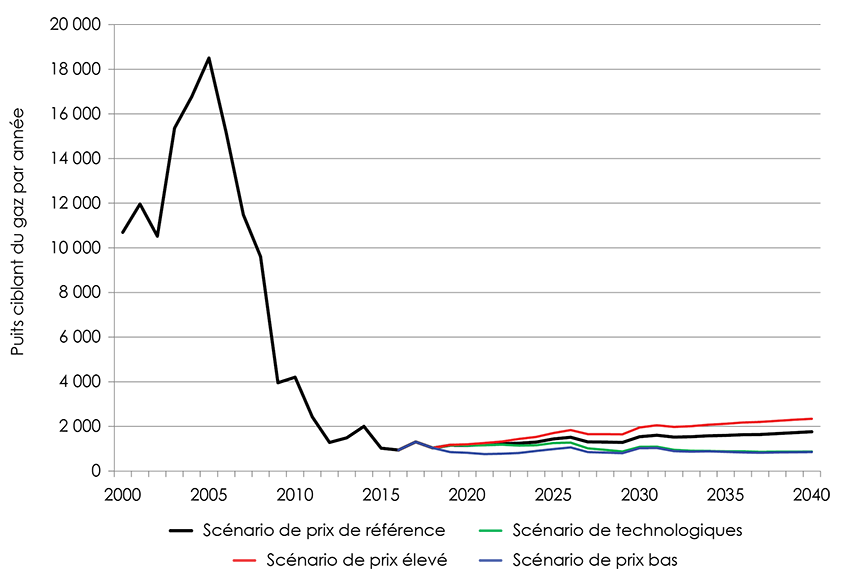 20 000
18 000
16 000
14 000
12 000
10 000
8 000
6 000
4 000
2 000
0
Puits ciblant du gaz par année
2000 2005 2010 2015 2020 2025 2030 2035 2040
Scénario de prix de référence Scénario de technologiques
Scénario de prix élevé Scénario de prix bas